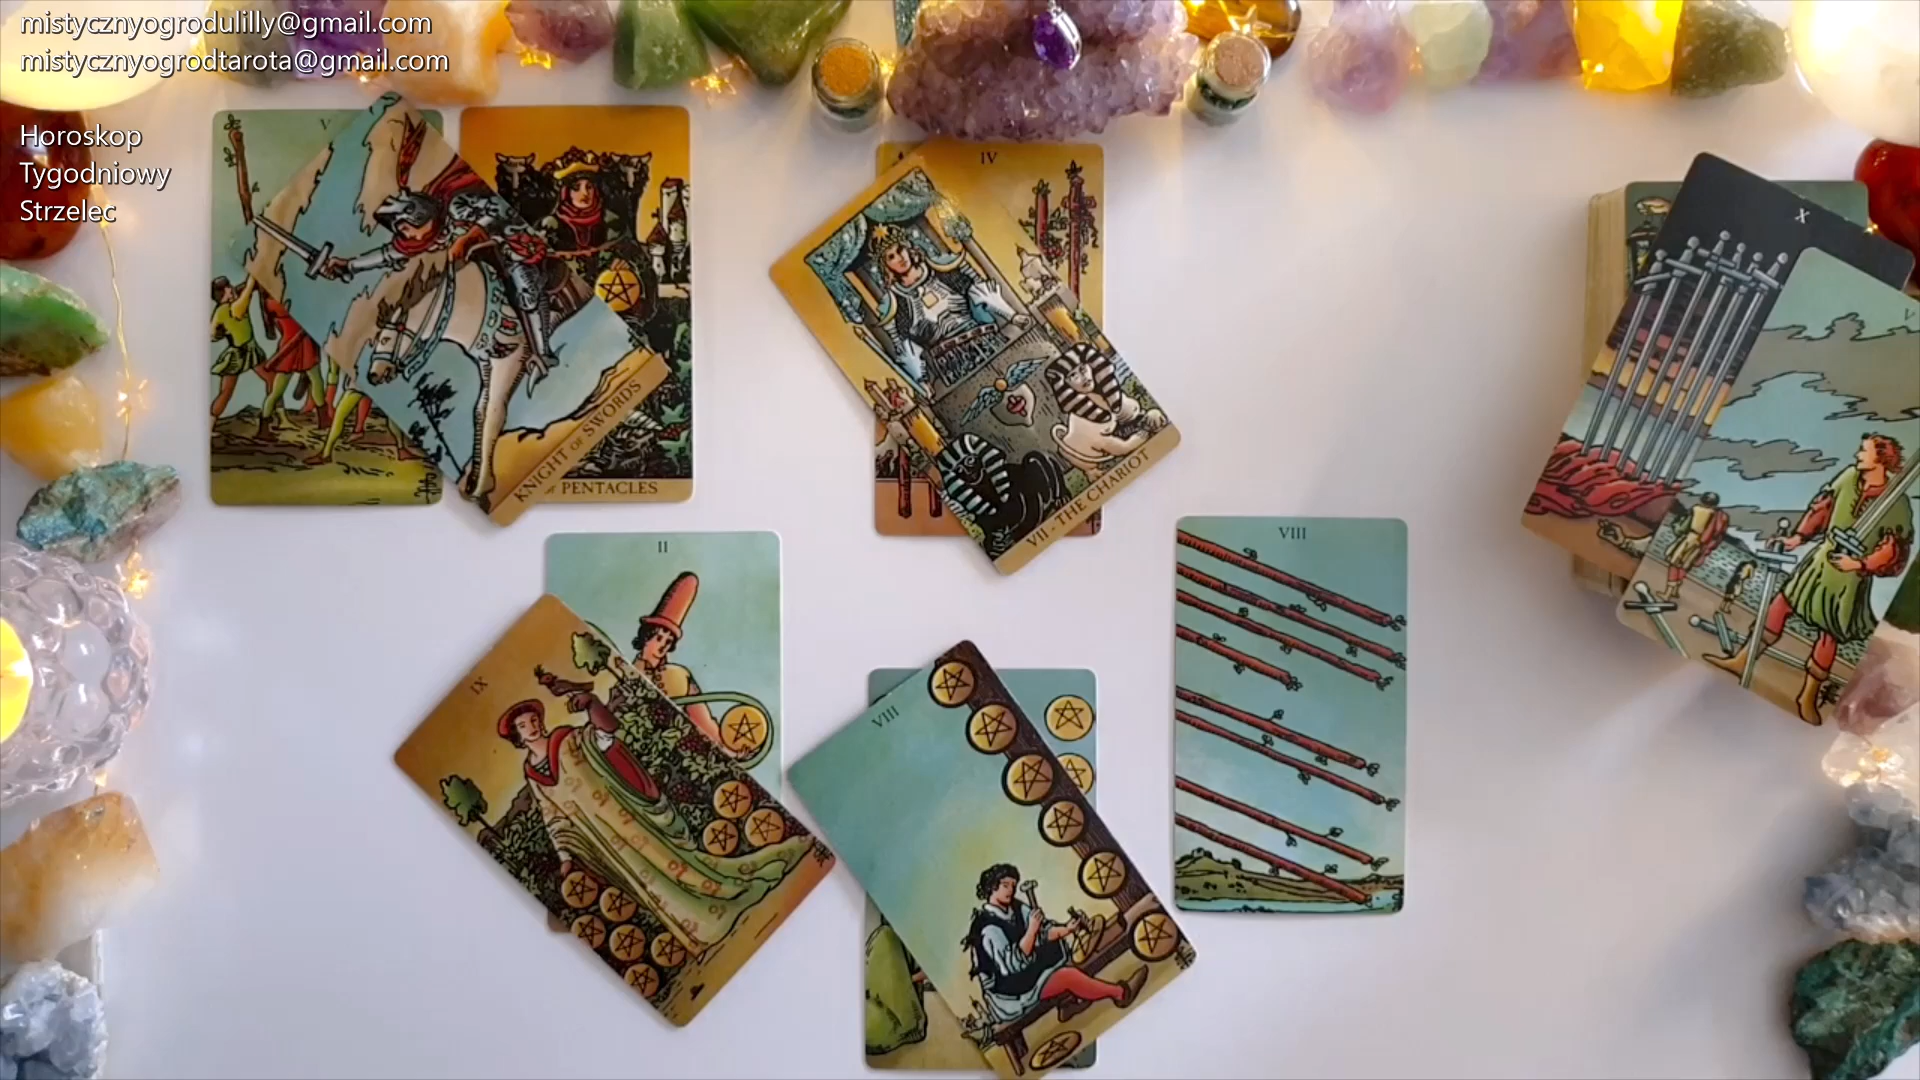 mistycznyogrodulilly@gmail.com
mistycznyogrodtarota@gmail.com
Horoskop
Tygodniowy
Strzelec
V
KNIGHT OF SWORDS
OF PENTACLES
IV
VII - THE CHARIOT
X
V
II
IX
VIII
VIII